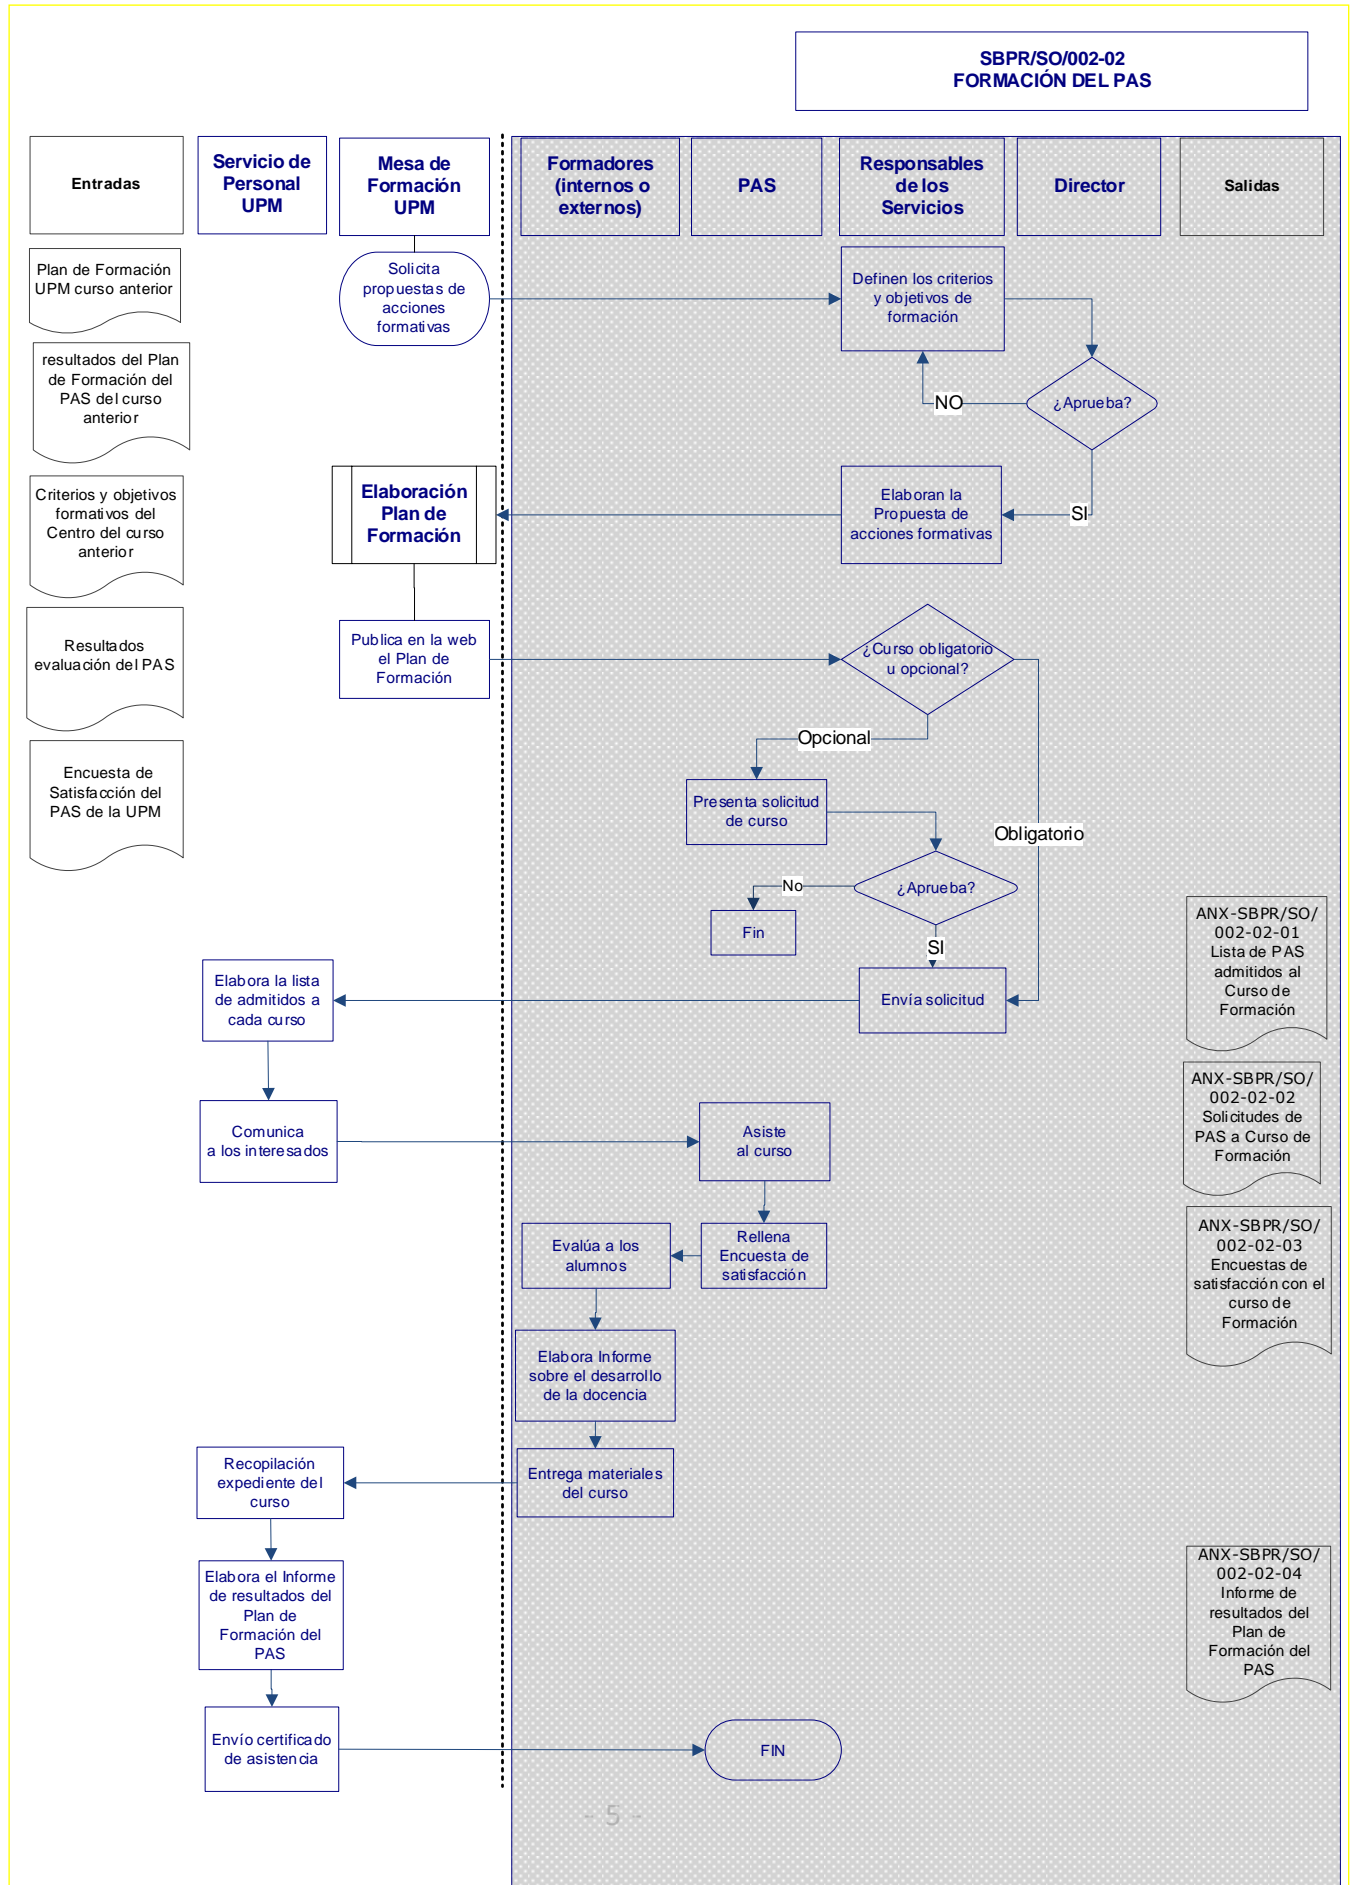 SBPR/SO/002-02
FORMACIÓN DEL PAS
Entradas
Servicio de
Personal
UPM
Mesa de
Formación
UPM
Formadores
(internos o
externos)
PAS
Responsables
de los
Servicios
Director
Salidas
Plan de Formación
UPM curso anterior
Solicita
propuestas de
acciones
formativas
Definen los criterios
y objetivos de
formación
resultados del Plan
de Formación del
PAS del curso
anterior
¿Aprueba?
NO
SI
Criterios y objetivos
formativos del
Centro del curso
anterior
Elaboración
Plan de
Formación
Elaboran la
Propuesta de
acciones formativas
Resultados
evaluación del PAS
Publica en la web
el Plan de
Formación
¿Curso obligatorio
u opcional?
Opcional
Obligatorio
Encuesta de
Satisfacción del
PAS de la UPM
Presenta solicitud
de curso
¿Aprueba?
No
Fin
SI
ANX-SBPR/SO/
002-02-01
Lista de PAS
admitidos al
Curso de
Formación
Elabora la lista
de admitidos a
cada curso
Envía solicitud
ANX-SBPR/SO/
002-02-02
Solicitudes de
PAS a Curso de
Formación
Comunica
a los interesados
Asiste
al curso
ANX-SBPR/SO/
002-02-03
Encuestas de
satisfacción con el
curso de
Formación
Evalúa a los
alumnos
Rellena
Encuesta de
satisfacción
Elabora Informe
sobre el desarrollo
de la docencia
Recopilación
expediente del
curso
Entrega materiales
del curso
Elabora el Informe
de resultados del
Plan de
Formación del
PAS
ANX-SBPR/SO/
002-02-04
Informe de
resultados del
Plan de
Formación del
PAS
Envío certificado
de asistencia
FIN
- 5 -